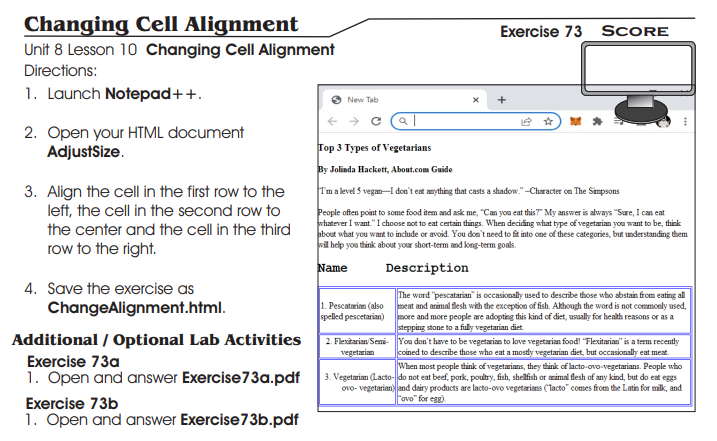 Changing Cell Alignment
Exercise 73 SCORE
Unit 8 Lesson 10 Changing Cell Alignment
Directions:
1. Launch Notepad++.
2. Open your HTML document
AdjustSize.
3. Align the cell in the first row to the
left, the cell in the second row to
the center and the cell in the third
row to the right.
4. Save the exercise as
ChangeAlignment.html.
Additional / Optional Lab Activities
Exercise 73a
1. Open and answer Exercise73a.pdf
Exercise 73b
1. Open and answer Exercise73b.pdf
New Tab
Top 3 Types of Vegetarians
By Jolinda Hackett, About.com Guide
"I'm a level 5 vegan—I don't eat anything that casts a shadow." –Character on The Simpsons
People often point to some food item and ask me, "Can you eat this?" My answer is always "Sure, I can eat
whatever I want." I choose not to eat certain things. When deciding what type of vegetarian you want to be, think
about what you want to include or avoid. You don't need to fit into one of these categories, but understanding them
will help you think about your short-term and long-term goals.
Name Description
1. Pescatarian (also
spelled pescetarian)
The word "pescatarian" is occasionally used to describe those who abstain from eating all
meat and animal flesh with the exception of fish. Although the word is not commonly used,
more and more people are adopting this kind of diet, usually for health reasons or as a
stepping stone to a fully vegetarian diet.
2. Flexitarian/Semi-
vegetarian
You don't have to be vegetarian to love vegetarian food! "Flexitarian" is a term recently
coined to describe those who eat a mostly vegetarian diet, but occasionally eat meat.
3. Vegetarian (Lacto-
ovo- vegetarian)
When most people think of vegetarians, they think of lacto-ovo-vegetarians. People who
do not eat beef, pork, poultry, fish, shellfish or animal flesh of any kind, but do eat eggs
and dairy products are lacto-ovo vegetarians ("lacto" comes from the Latin for milk, and
"ovo" for egg).